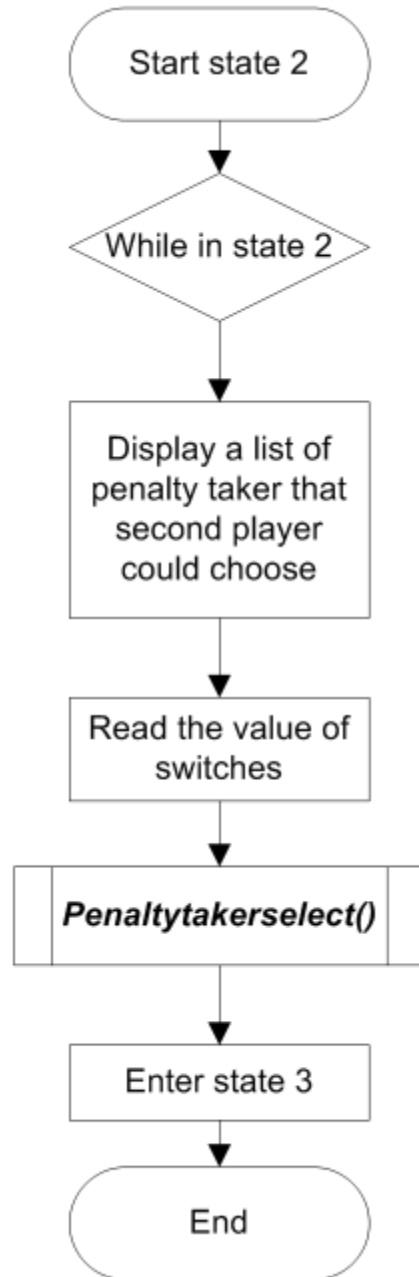 Start state 2
While in state 2
Display a list of
penalty taker that
second player
could choose
Read the value of
switches
Penaltytakerselect()
Enter state 3
End